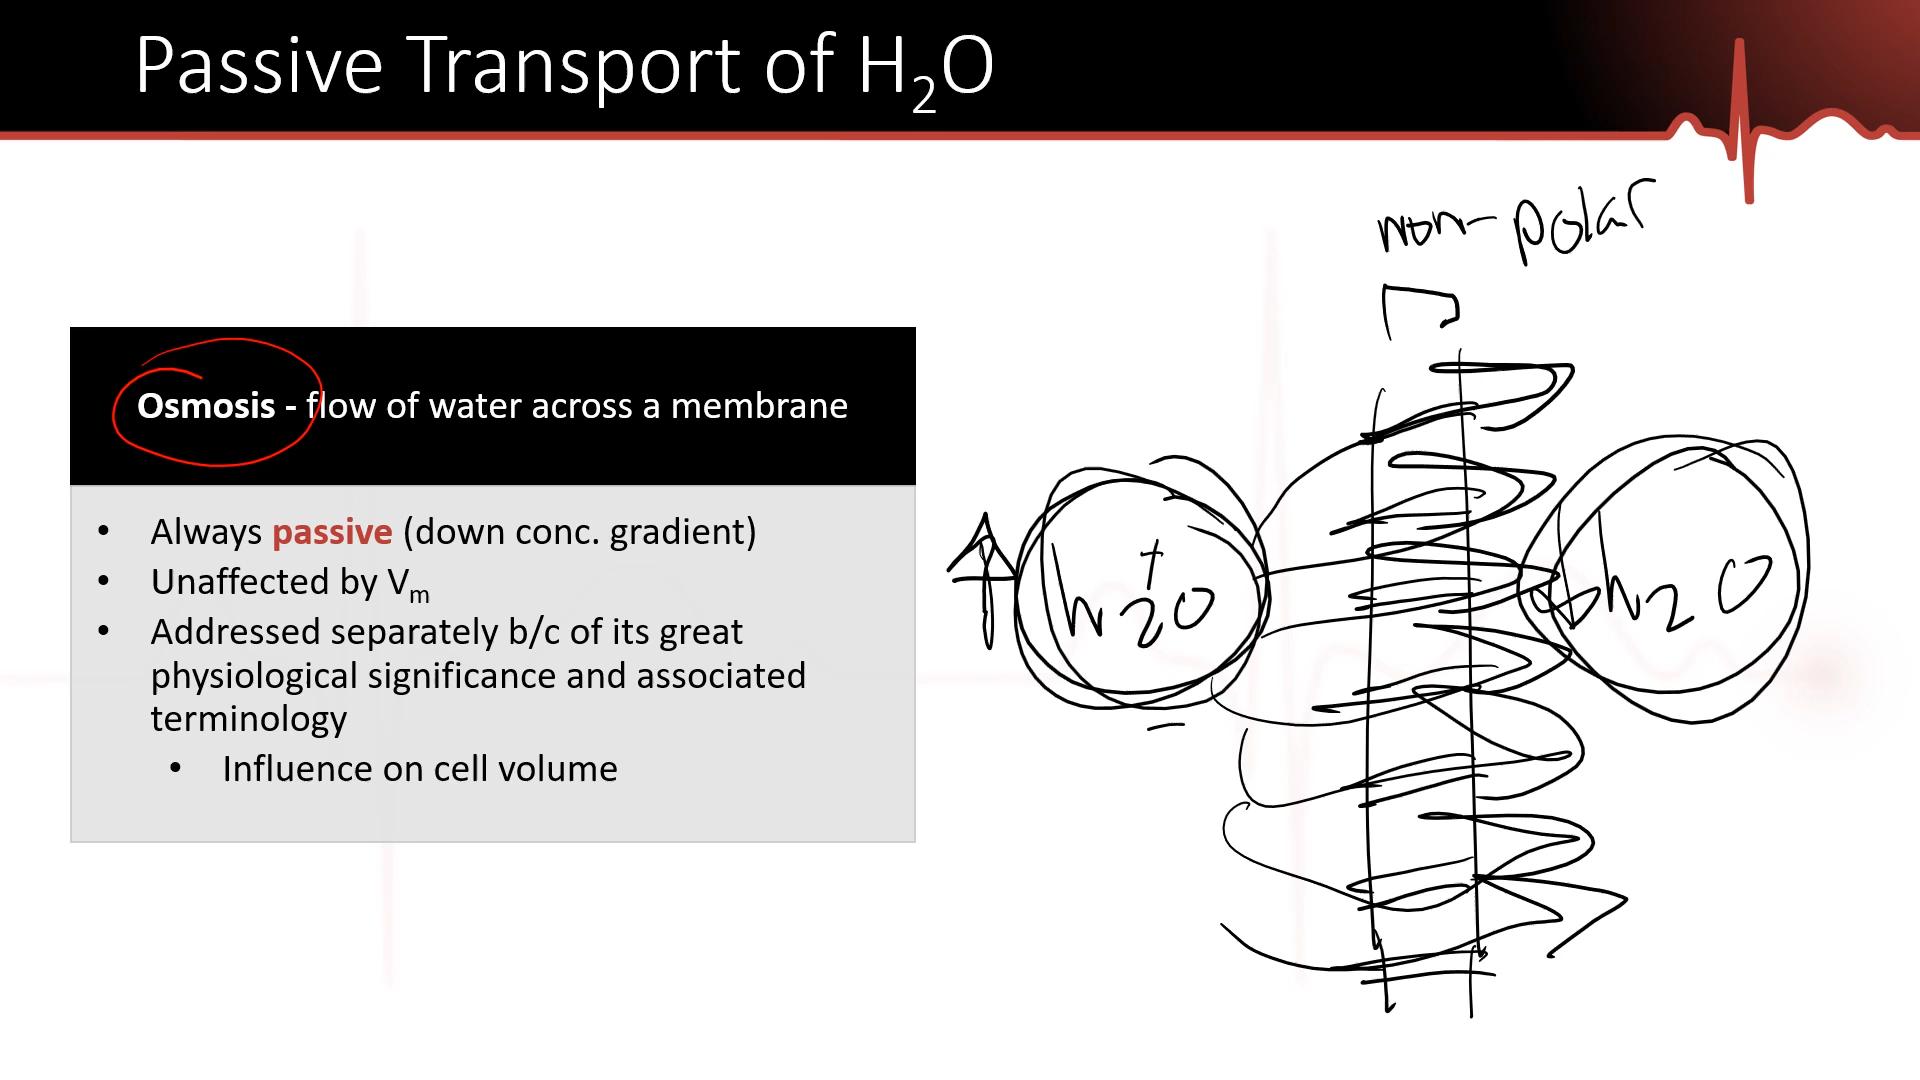 Passive Transport of H₂O
non-polar
Osmosis - flow of water across a membrane
• Always passive (down conc. gradient)
• Unaffected by Vₘ
• Addressed separately b/c of its great
physiological significance and associated
terminology
• Influence on cell volume
h₂o
h₂o